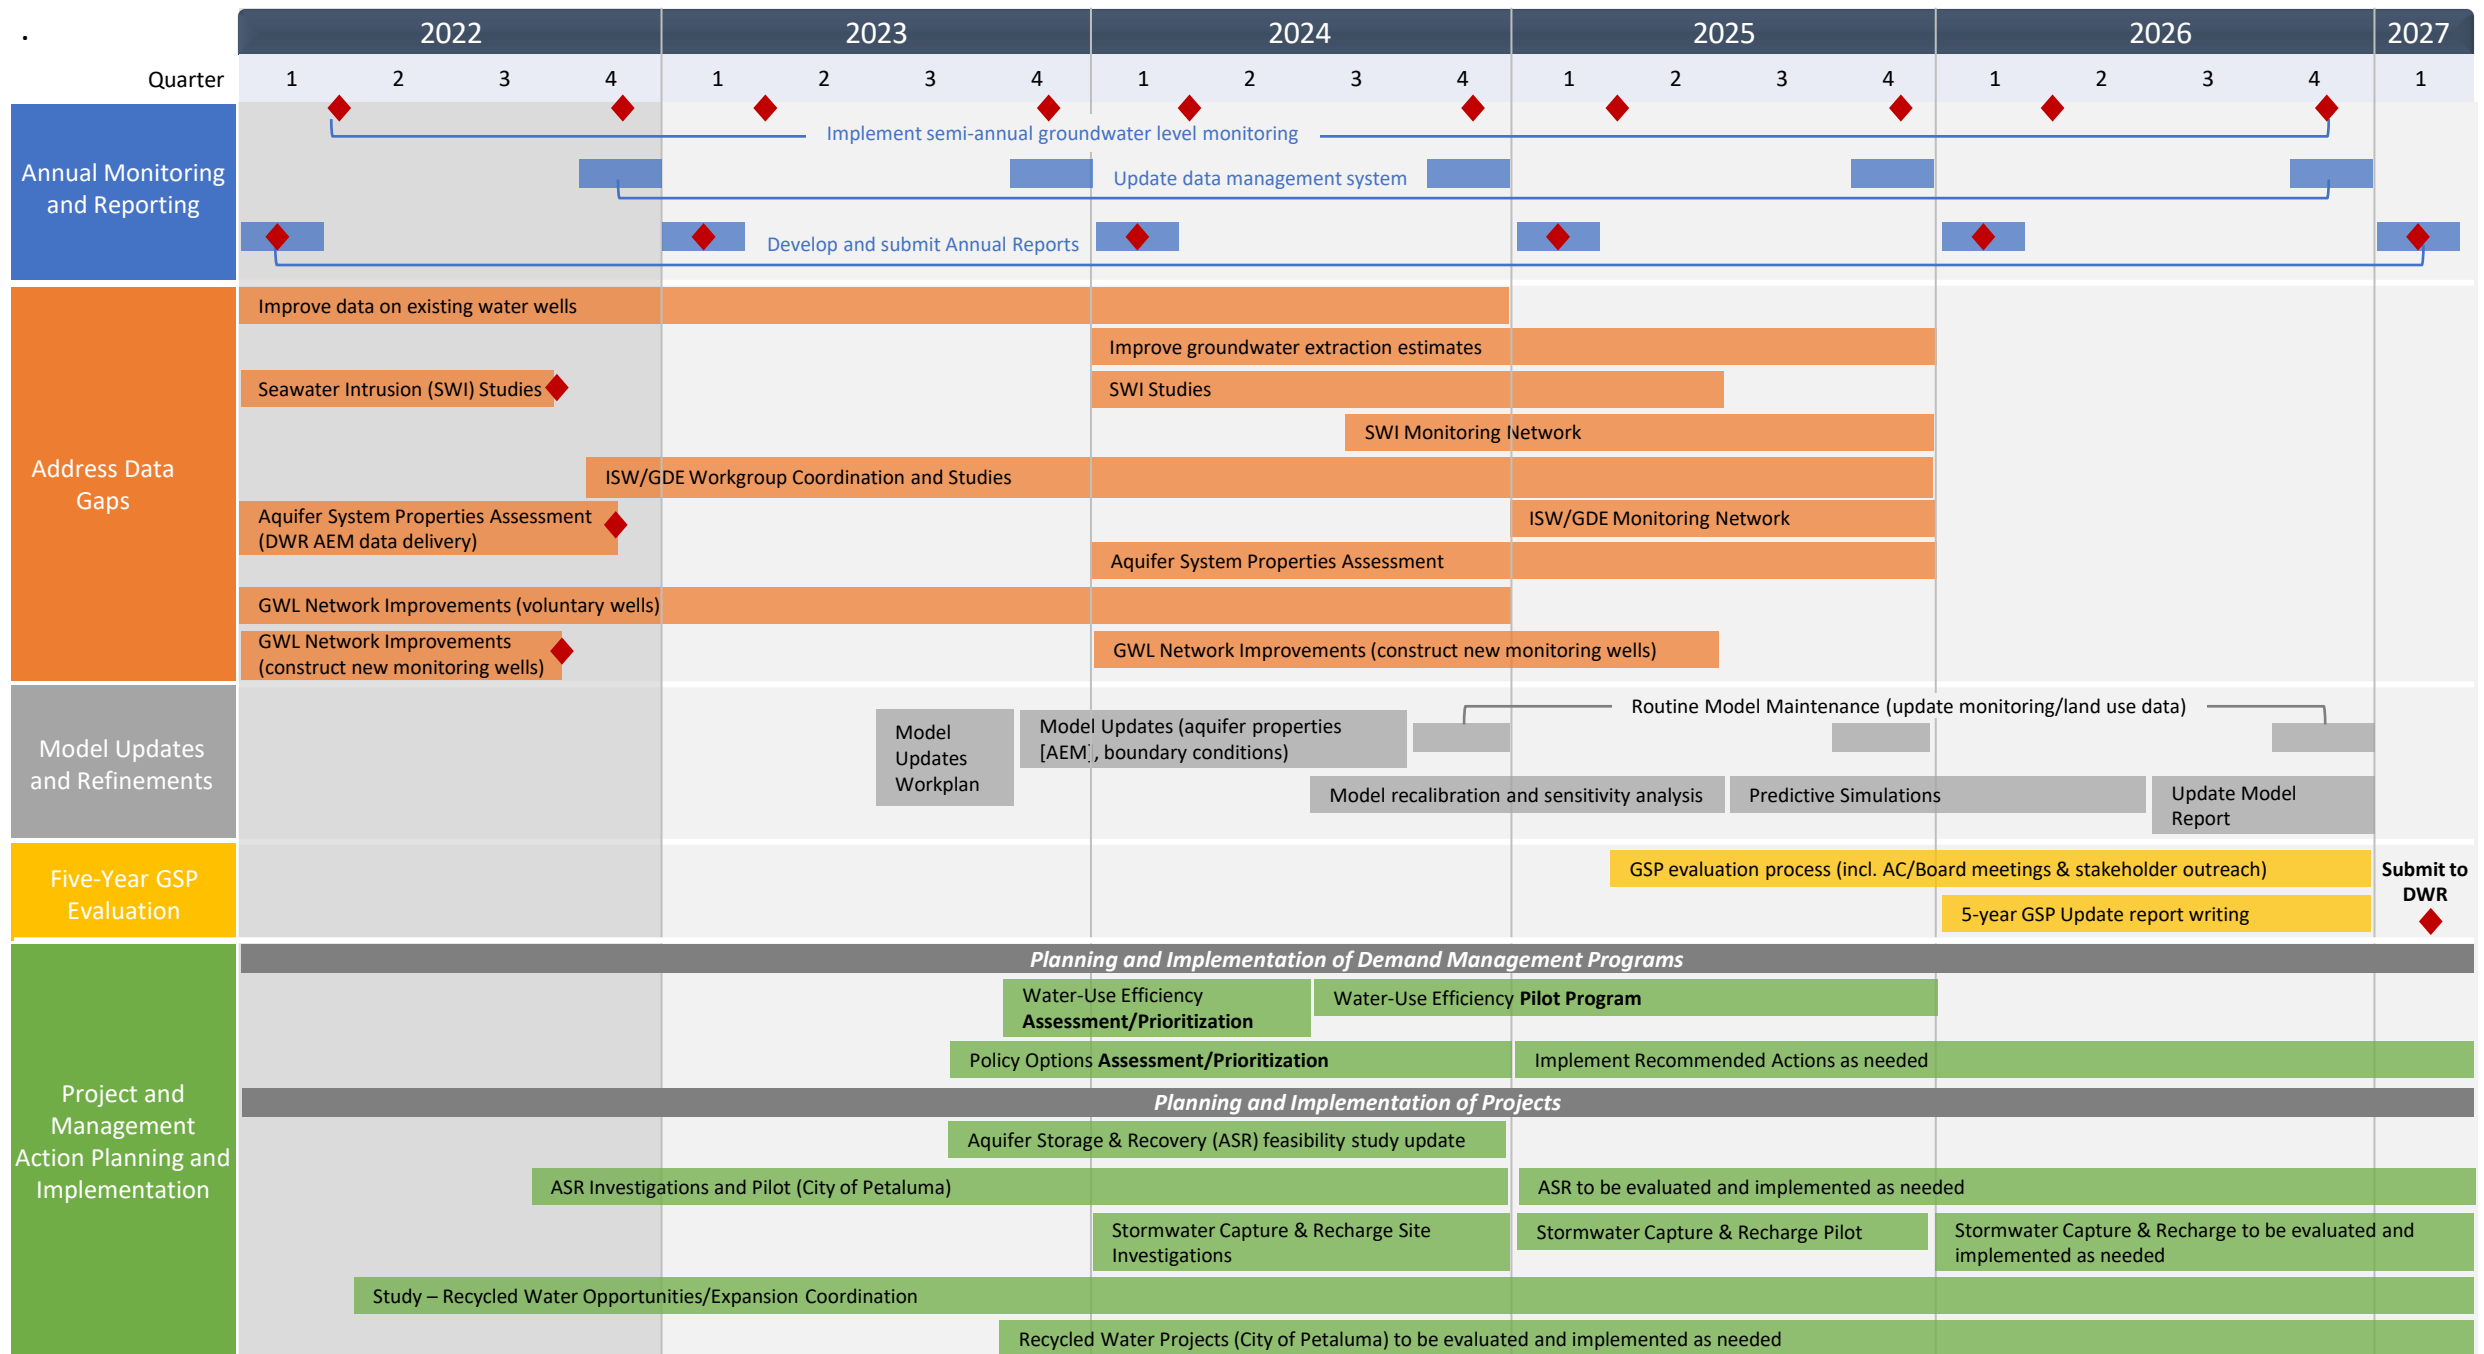 .
2022 2023 2024 2025 2026 2027
Quarter 1 2 3 4 1 2 3 4 1 2 3 4 1 2 3 4 1 2 3 4 1
Annual Monitoring
and Reporting
Implement semi-annual groundwater level monitoring
Update data management system
Develop and submit Annual Reports
Address Data
Gaps
Improve data on existing water wells
Improve groundwater extraction estimates
Seawater Intrusion (SWI) Studies
SWI Studies
SWI Monitoring Network
ISW/GDE Workgroup Coordination and Studies
Aquifer System Properties Assessment
(DWR AEM data delivery)
ISW/GDE Monitoring Network
Aquifer System Properties Assessment
GWL Network Improvements (voluntary wells)
GWL Network Improvements
(construct new monitoring wells)
GWL Network Improvements (construct new monitoring wells)
Model Updates
and Refinements
Model
Updates
Workplan
Model Updates (aquifer properties
[AEM], boundary conditions)
Routine Model Maintenance (update monitoring/land use data)
Model recalibration and sensitivity analysis
Predictive Simulations
Update Model
Report
Five-Year GSP
Evaluation
GSP evaluation process (incl. AC/Board meetings & stakeholder outreach)
5-year GSP Update report writing
Submit to
DWR
Project and
Management
Action Planning and
Implementation
Planning and Implementation of Demand Management Programs
Water-Use Efficiency
Assessment/Prioritization
Water-Use Efficiency Pilot Program
Policy Options Assessment/Prioritization
Implement Recommended Actions as needed
Planning and Implementation of Projects
Aquifer Storage & Recovery (ASR) feasibility study update
ASR Investigations and Pilot (City of Petaluma)
ASR to be evaluated and implemented as needed
Stormwater Capture & Recharge Site
Investigations
Stormwater Capture & Recharge Pilot
Stormwater Capture & Recharge to be evaluated and
implemented as needed
Study – Recycled Water Opportunities/Expansion Coordination
Recycled Water Projects (City of Petaluma) to be evaluated and implemented as needed